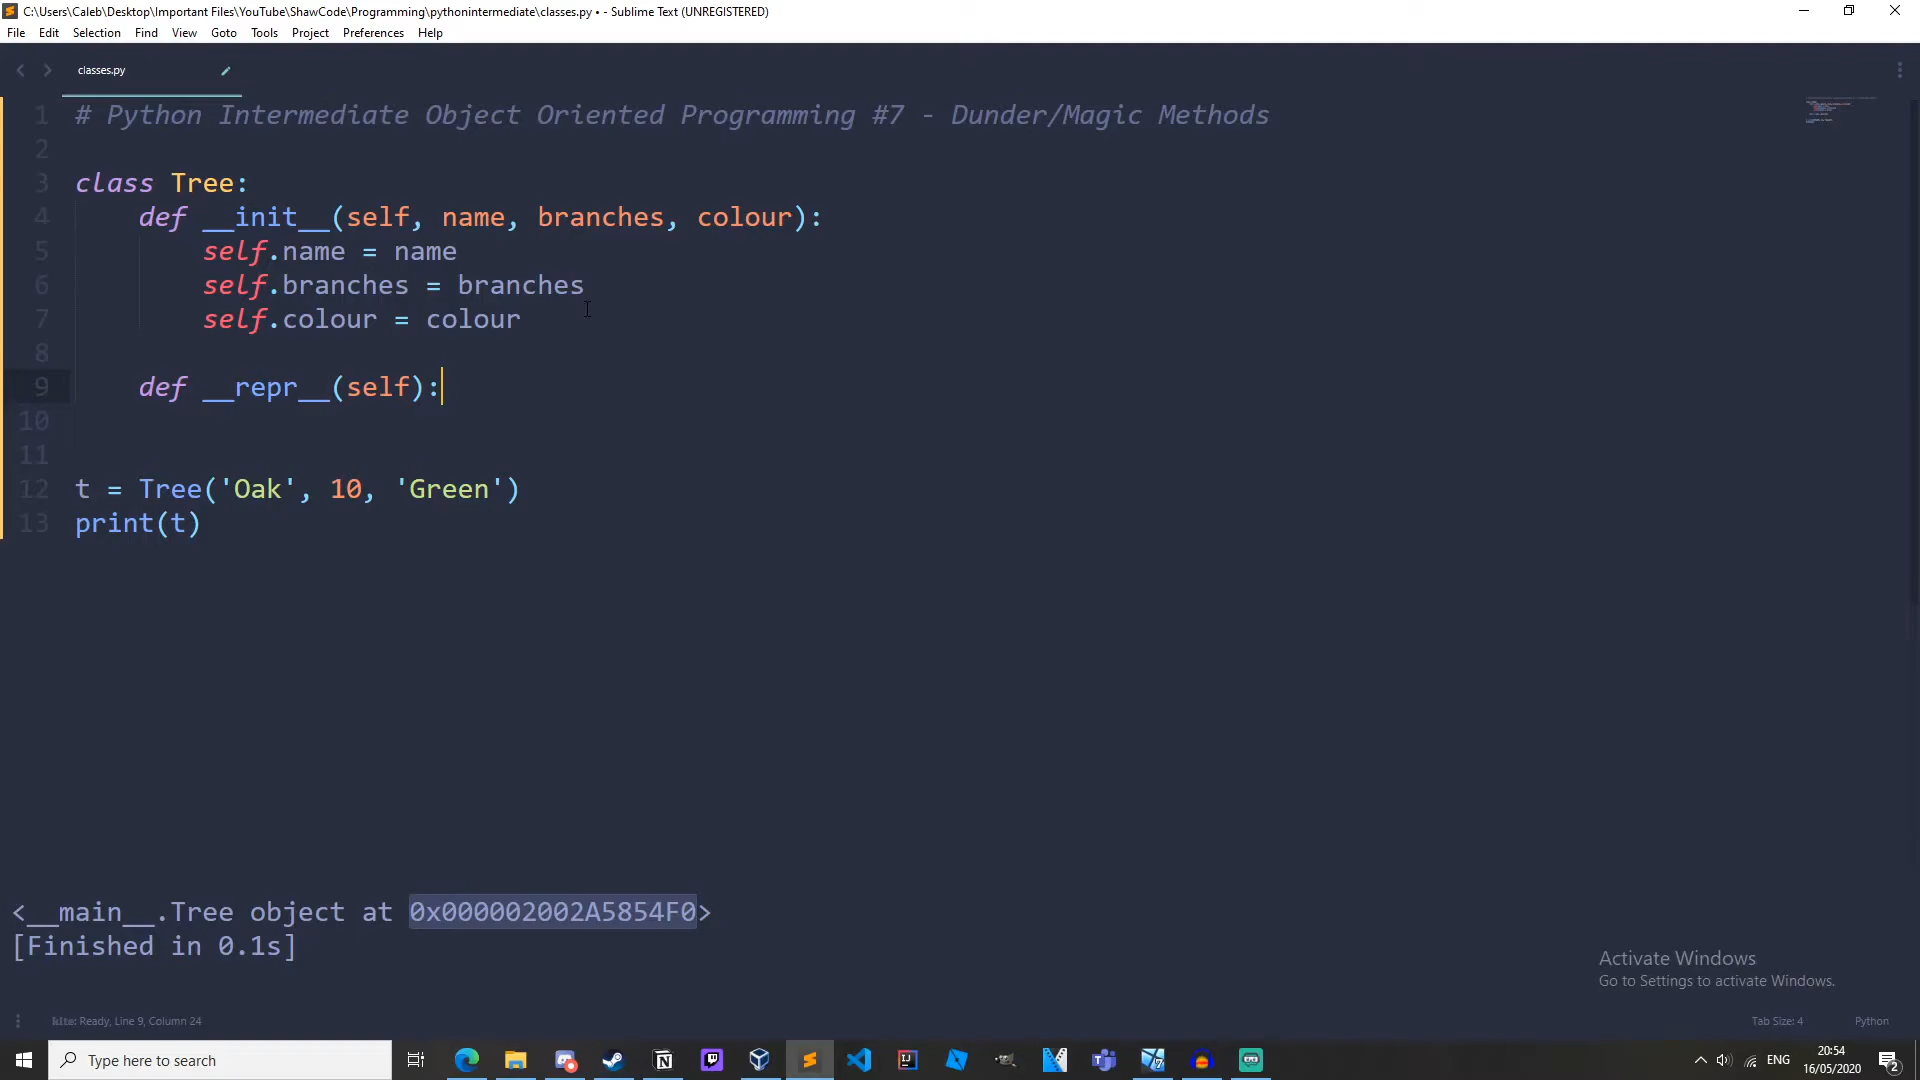 C:\Users\Caleb\Desktop\Important Files\YouTube\ShawCode\Programming\pythonintermediate\classes.py • - Sublime Text (UNREGISTERED)
File Edit Selection Find View Goto Tools Project Preferences Help
classes.py
1 # Python Intermediate Object Oriented Programming #7 - Dunder/Magic Methods
2
3 class Tree:
4 def __init__(self, name, branches, colour):
5 self.name = name
6 self.branches = branches
7 self.colour = colour
8
9 def __repr__(self):
10
11
12 t = Tree('Oak', 10, 'Green')
13 print(t)
<__main__.Tree object at 0x000002002A5854F0>
[Finished in 0.1s]
Activate Windows
Go to Settings to activate Windows.
Ready, Line 9, Column 24 Tab Size: 4 Python
Type here to search ENG 20:54
16/05/2020 2